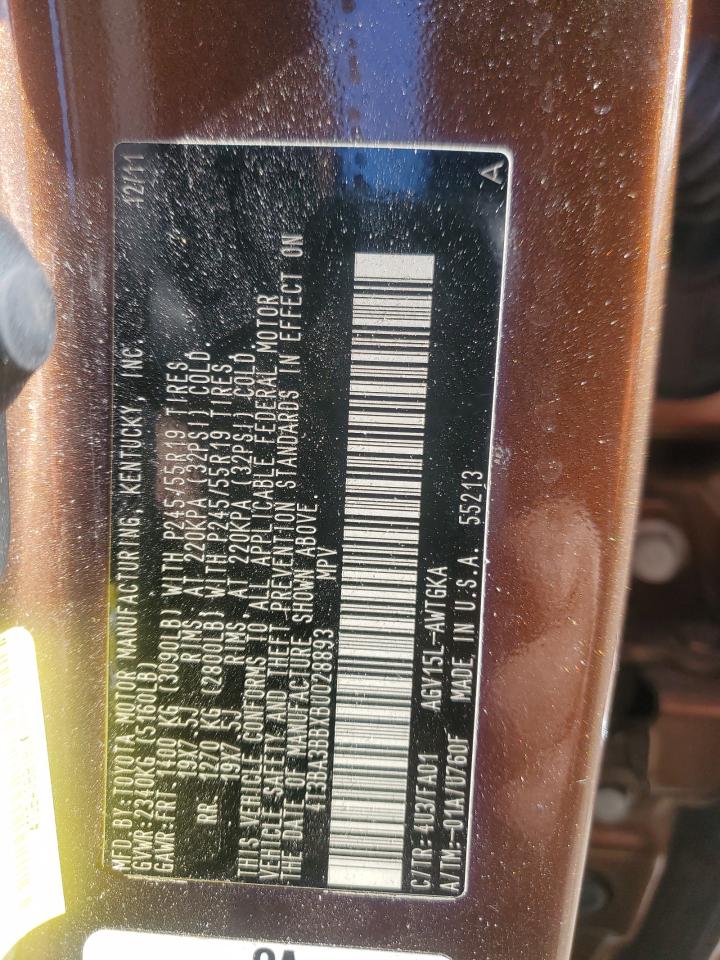 MFD BY: TOYOTA MOTOR MANUFACTURING, KENTUCKY, INC. 12/11
GVWR 2340KG (5160LB)
GAWR: FRT 1400 KG (3090LB) WITH P245/55R19 TIRES
19X7.5J RIMS, AT 220KPA (32PSI) COLD.
RR 1270 KG (2800LB) WITH P245/55R19 TIRES
19X7.5J RIMS, AT 220KPA (32PSI) COLD
THIS VEHICLE CONFORMS TO ALL APPLICABLE FEDERAL MOTOR
VEHICLE SAFETY AND THEFT PREVENTION STANDARDS IN EFFECT ON
THE DATE OF MANUFACTURE SHOWN ABOVE.
4T3BA3BBXBU028893 MPV
C/TR: 4U3/FA01 AGV15L-AWTGKA
A/TM: -01A/U760F MADE IN U.S.A. 55213
A